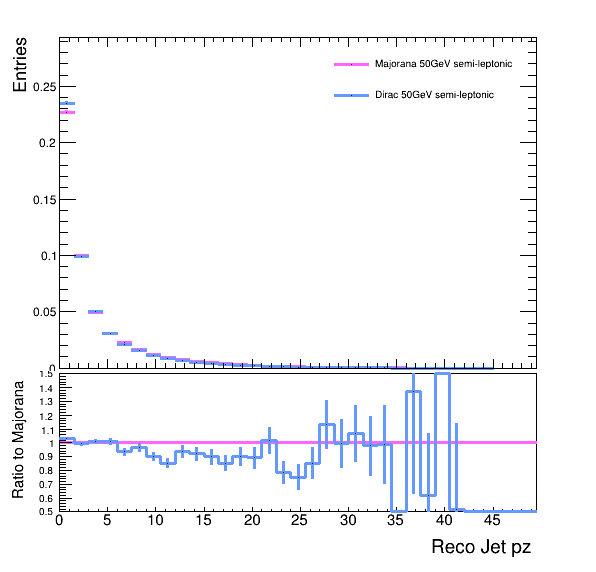 Entries
Majorana 50GeV semi-leptonic
Dirac 50GeV semi-leptonic
0.25
0.2
0.15
0.1
0.05
0
Ratio to Majorana
1.5
1.4
1.3
1.2
1.1
1
0.9
0.8
0.7
0.6
0.5
0 5 10 15 20 25 30 35 40 45
Reco Jet pz